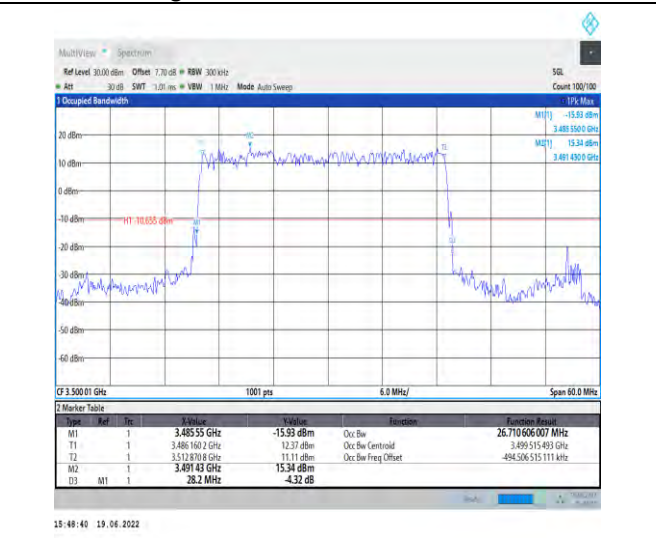 MultiView Spectrum
Ref Level 30.00 dBm Offset 7.70 dB RBW 300 kHz SGL
Att 30 dB SWT 1.01 ms VBW 1 MHz Mode Auto Sweep Count 100/100
1 Occupied Bandwidth 1Pk Max
M1[1] -15.93 dBm
3.485 5500 GHz
M2[1] 15.34 dBm
3.491 4300 GHz
20 dBm
10 dBm
0 dBm
-10 dBm
H1 -10.655 dBm
M1
-20 dBm
-30 dBm
-40 dBm
-50 dBm
-60 dBm
CF 3.500 01 GHz 1001 pts 6.0 MHz/ Span 60.0 MHz
2 Marker Table
Type Ref Trc X-Value Y-Value Function Function Result
M1 1 3.485 55 GHz -15.93 dBm Occ Bw 26.710 606 007 MHz
T1 1 3.486 160 2 GHz 12.37 dBm Occ Bw Centroid 3.499 515 493 GHz
T2 1 3.512 870 8 GHz 11.11 dBm Occ Bw Freq Offset -494.506 515 111 kHz
M2 1 3.491 43 GHz 15.34 dBm
D3 M1 1 28.2 MHz -4.32 dB
15:48:40 19.06.2022